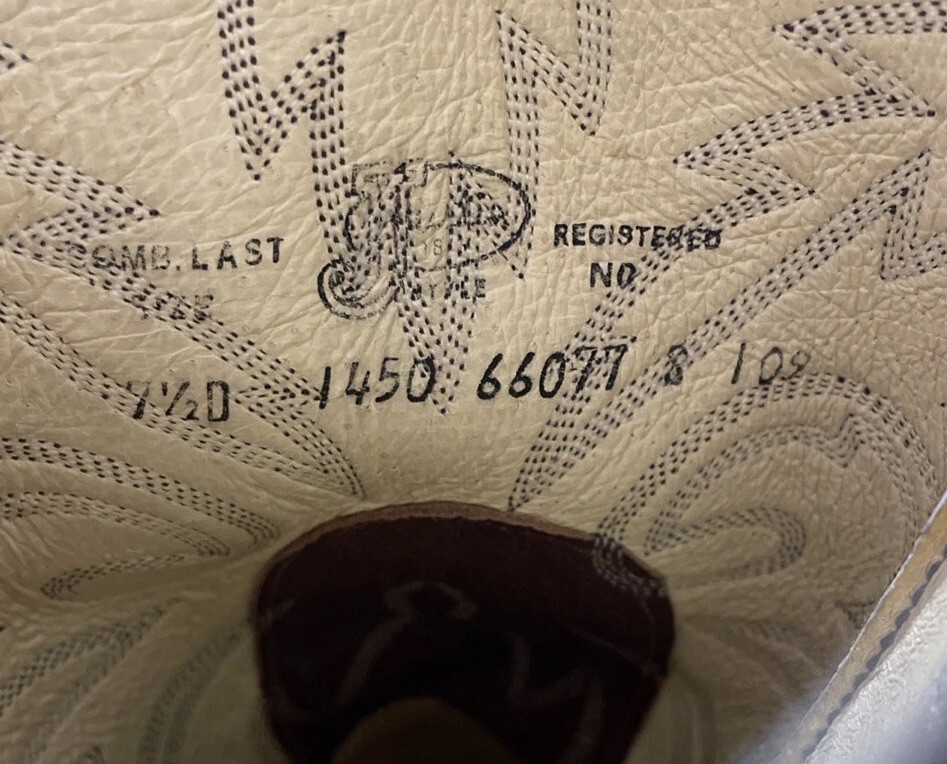 COMB. LAST
REGISTERED
NO
7½D 1450 66077 8 109